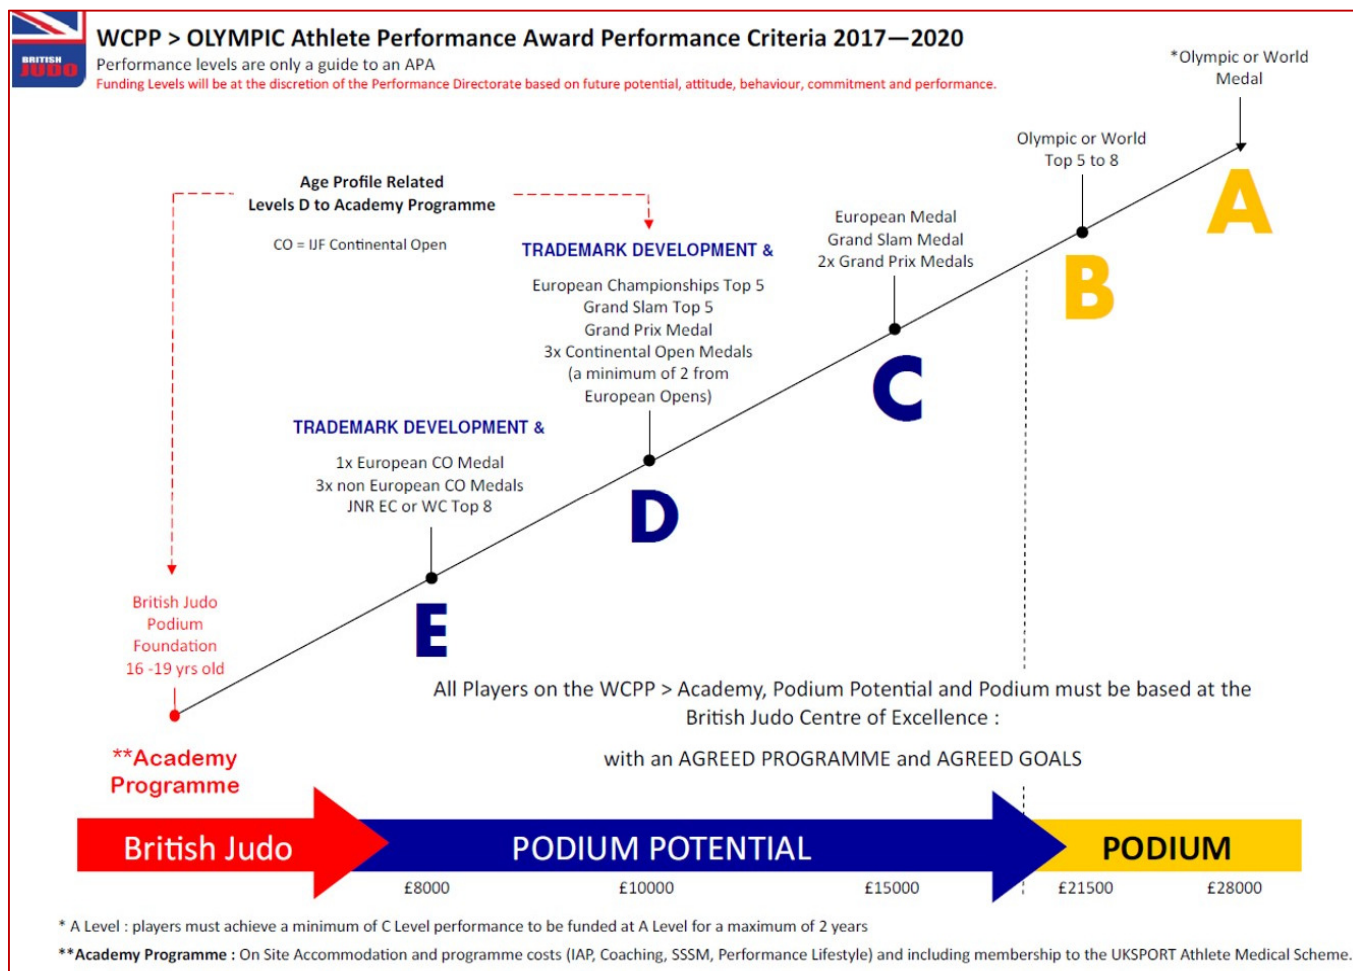 BRITISH
JUDO
WCPP > OLYMPIC Athlete Performance Award Performance Criteria 2017—2020
Performance levels are only a guide to an APA
Funding Levels will be at the discretion of the Performance Directorate based on future potential, attitude, behaviour, commitment and performance.
*Olympic or World
Medal
A
Olympic or World
Top 5 to 8
B
European Medal
Grand Slam Medal
2x Grand Prix Medals
C
Age Profile Related
Levels D to Academy Programme
CO = IJF Continental Open
TRADEMARK DEVELOPMENT &
European Championships Top 5
Grand Slam Top 5
Grand Prix Medal
3x Continental Open Medals
(a minimum of 2 from
European Opens)
D
TRADEMARK DEVELOPMENT &
1x European CO Medal
3x non European CO Medals
JNR EC or WC Top 8
E
British Judo
Podium
Foundation
16 -19 yrs old
**Academy
Programme
All Players on the WCPP > Academy, Podium Potential and Podium must be based at the
British Judo Centre of Excellence :
with an AGREED PROGRAMME and AGREED GOALS
British Judo
PODIUM POTENTIAL
PODIUM
£8000
£10000
£15000
£21500
£28000
* A Level : players must achieve a minimum of C Level performance to be funded at A Level for a maximum of 2 years
**Academy Programme : On Site Accommodation and programme costs (IAP, Coaching, SSSM, Performance Lifestyle) and including membership to the UKSPORT Athlete Medical Scheme.